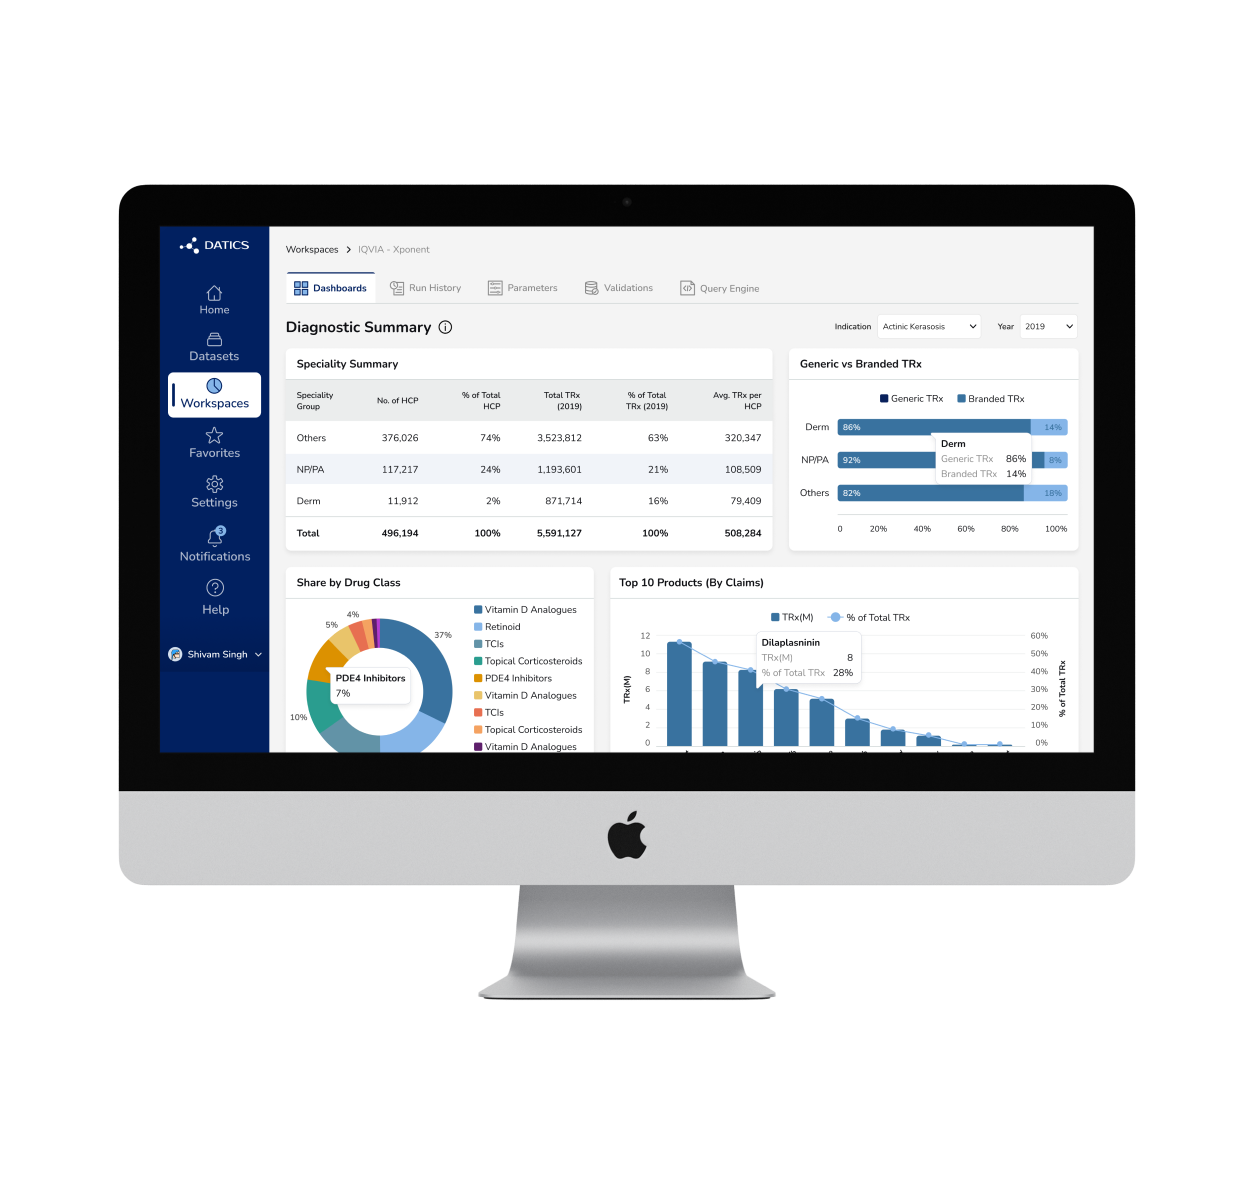 DATICS
Home
Datasets
Workspaces
Favorites
Settings
3
Notifications
Help
Shivam Singh
Workspaces > IQVIA - Xponent
Dashboards Run History Parameters Validations Query Engine
Diagnostic Summary
Indication Actinic Kerasosis Year 2019
Speciality Summary
Speciality Group No. of HCP % of Total HCP Total TRx (2019) % of Total TRx (2019) Avg. TRx per HCP
Others 376,026 74% 3,523,812 63% 320,347
NP/PA 117,217 24% 1,193,601 21% 108,509
Derm 11,912 2% 871,714 16% 79,409
Total 496,194 100% 5,591,127 100% 508,284
Generic vs Branded TRx
Generic TRx Branded TRx
Derm 86% 14%
NP/PA 92% 8%
Others 82% 18%
Derm
Generic TRx 86%
Branded TRx 14%
0 20% 40% 60% 80% 100%
Share by Drug Class
4%
5%
37%
10%
PDE4 Inhibitors
7%
Vitamin D Analogues
Retinoid
TCIs
Topical Corticosteroids
PDE4 Inhibitors
Vitamin D Analogues
TCIs
Topical Corticosteroids
Vitamin D Analogues
Top 10 Products (By Claims)
TRx(M) % of Total TRx
TRx(M)
12
10
8
6
4
2
0
Dilaplasninin
TRx(M) 8
% of Total TRx 28%
60%
50%
40%
30%
20%
10%
0%
% of Total TRx